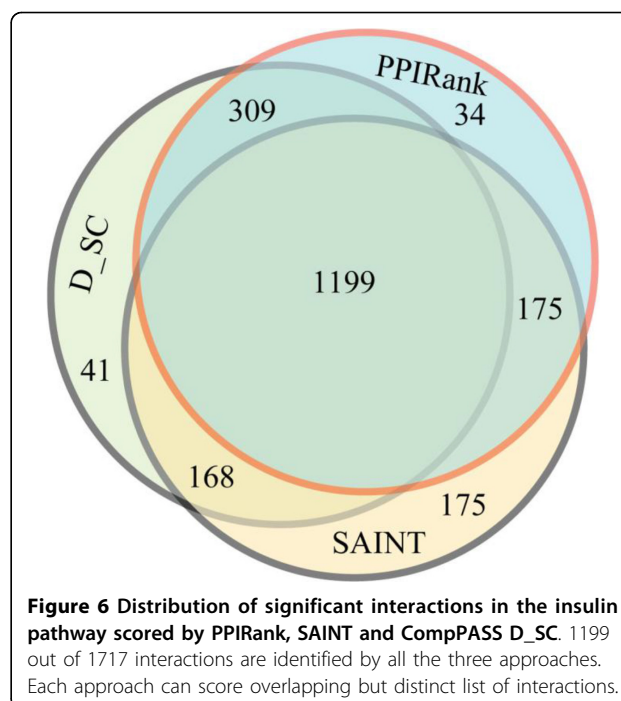 PPIRank
34
309
D_SC
1199
175
41
168
175
SAINT
Figure 6 Distribution of significant interactions in the insulin
pathway scored by PPIRank, SAINT and CompPASS D_SC. 1199
out of 1717 interactions are identified by all the three approaches.
Each approach can score overlapping but distinct list of interactions.